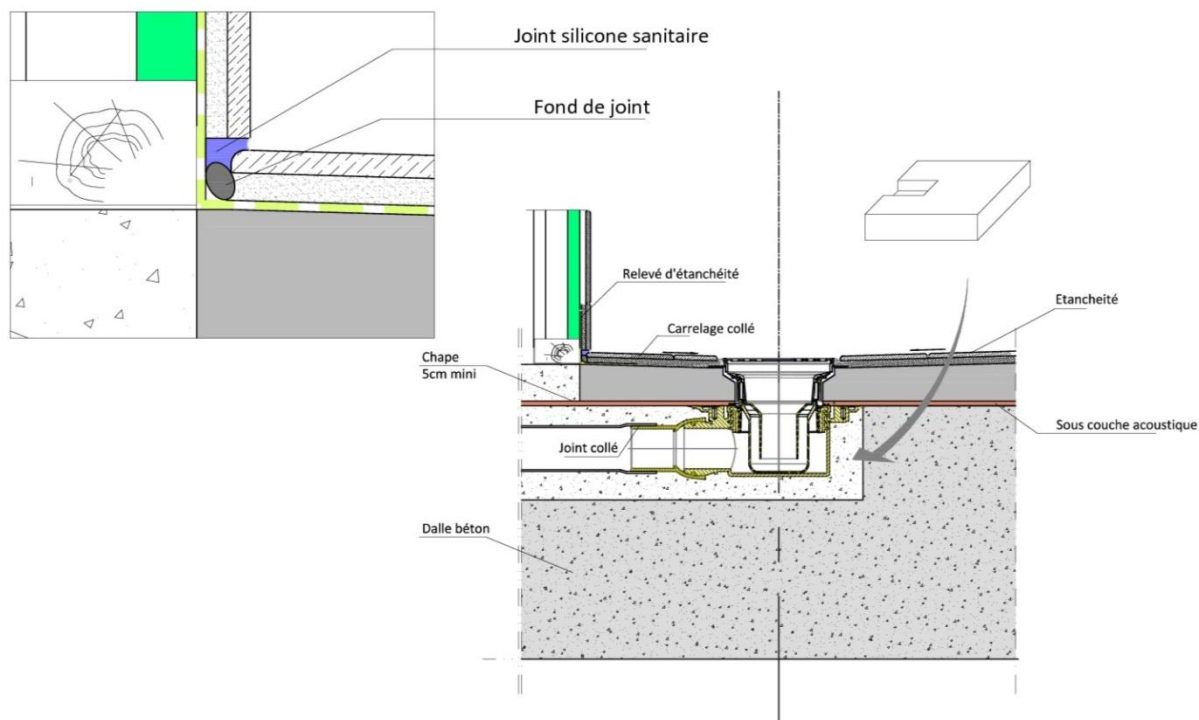 Joint silicone sanitaire
Fond de joint
Relevé d'étanchéité
Etancheité
Carrelage collé
Chape
5cm mini
Sous couche acoustique
Joint collé
Dalle béton